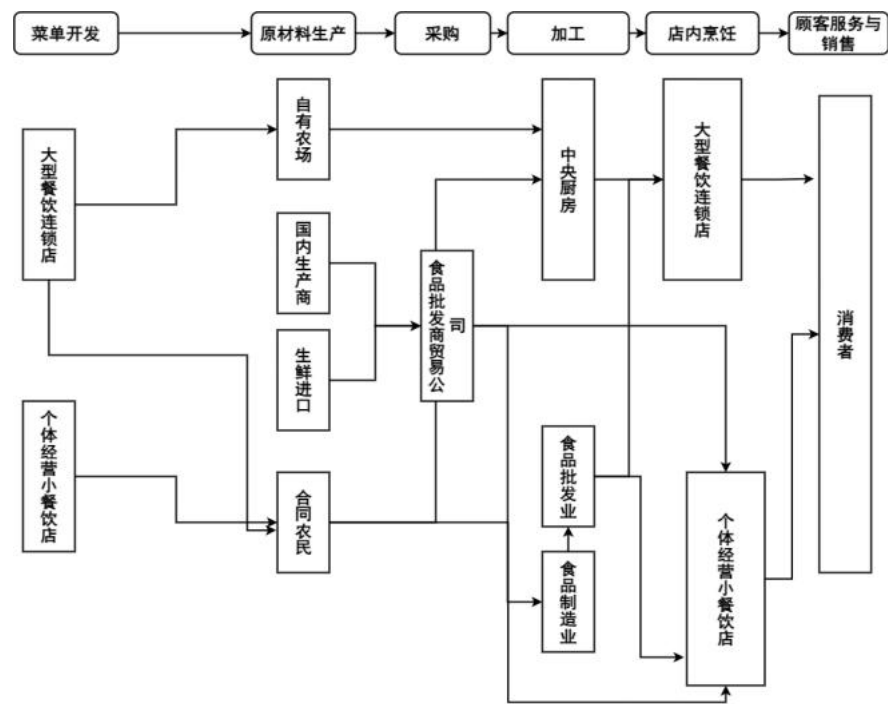 菜单开发
原材料生产
采购
加工
店内烹饪
顾客服务与
销售
大型餐饮连锁店
个体经营小餐饮店
自有农场
国内生产商
生鲜进口
合同农民
食品批发商贸易公
司
中央厨房
食品批发业
食品制造业
大型餐饮连锁店
个体经营小餐饮店
消费者